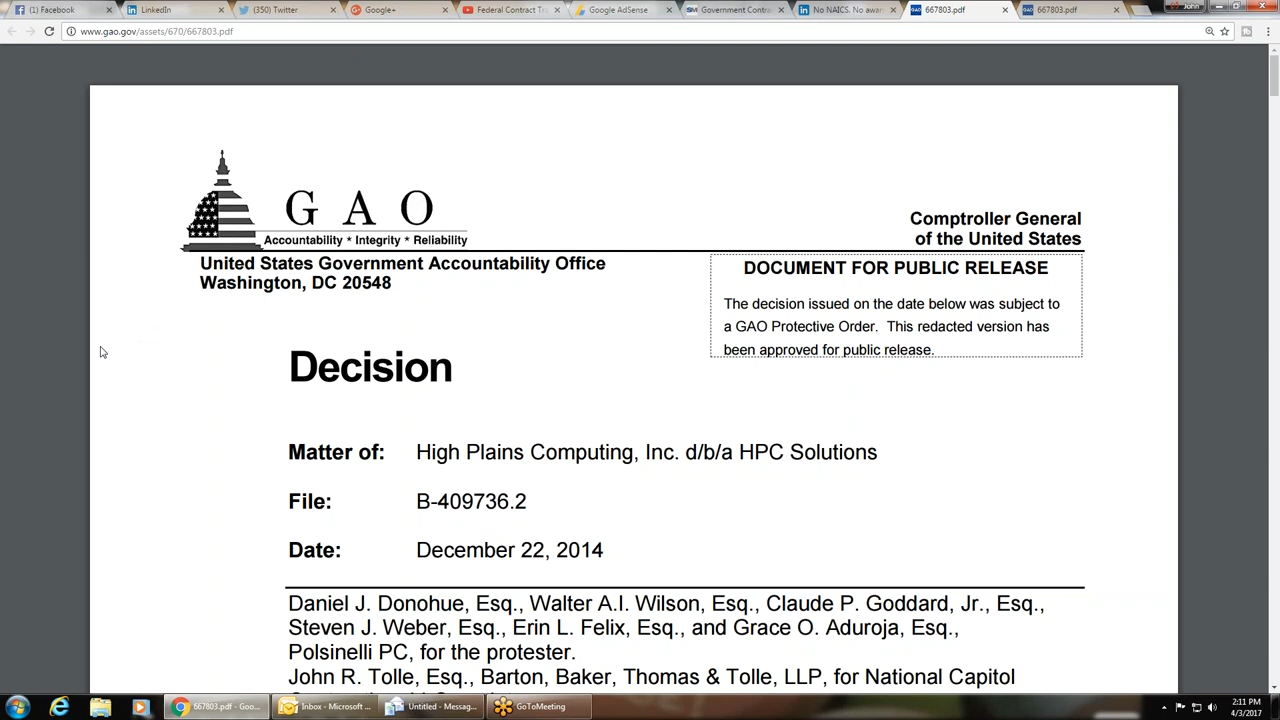 (1) Facebook
LinkedIn
(350) Twitter
Google+
Federal Contract Tra
Google AdSense
Government Contra
No NAICS. No awar
667803.pdf
667803.pdf
John
www.gao.gov/assets/670/667803.pdf
GAO
Accountability * Integrity * Reliability
United States Government Accountability Office
Washington, DC 20548
Comptroller General
of the United States
DOCUMENT FOR PUBLIC RELEASE
The decision issued on the date below was subject to
a GAO Protective Order. This redacted version has
been approved for public release.
Decision
Matter of: High Plains Computing, Inc. d/b/a HPC Solutions
File: B-409736.2
Date: December 22, 2014
Daniel J. Donohue, Esq., Walter A.I. Wilson, Esq., Claude P. Goddard, Jr., Esq.,
Steven J. Weber, Esq., Erin L. Felix, Esq., and Grace O. Aduroja, Esq.,
Polsinelli PC, for the protester.
John R. Tolle, Esq., Barton, Baker, Thomas & Tolle, LLP, for National Capitol
667803.pdf - Goo...
Inbox - Microsoft ...
Untitled - Messag...
GoToMeeting
2:11 PM
4/3/2017